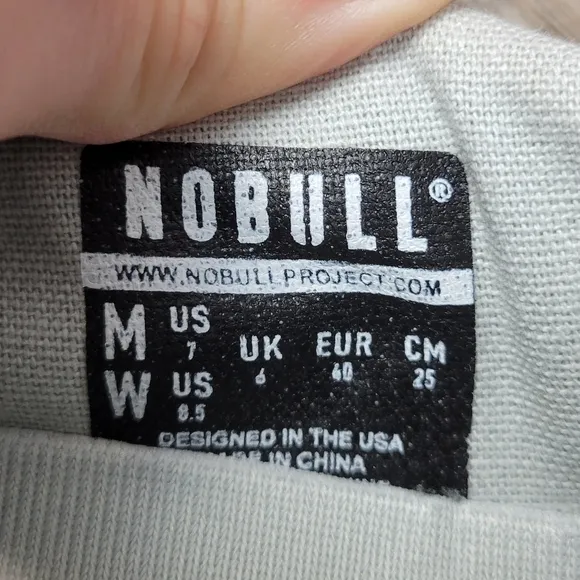 NOBULL®
WWW.NOBULLPROJECT.COM
M US 7 UK 6 EUR 40 CM 25
W US 8.5
DESIGNED IN THE USA
MADE IN CHINA